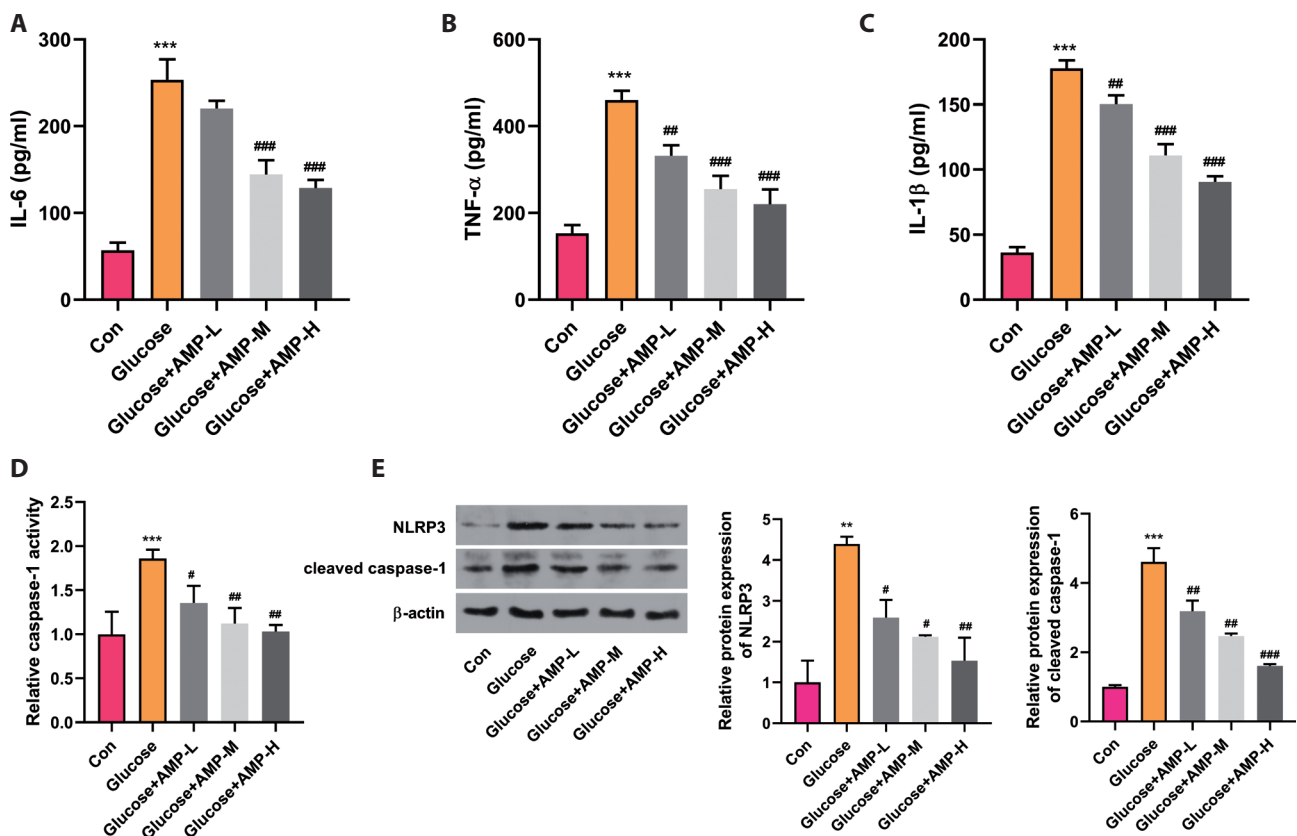 A
IL-6 (pg/ml)
300
200
100
0
***
###
###
Con
Glucose
Glucose+AMP-L
Glucose+AMP-M
Glucose+AMP-H
B
TNF-α (pg/ml)
600
400
200
0
***
##
###
###
Con
Glucose
Glucose+AMP-L
Glucose+AMP-M
Glucose+AMP-H
C
IL-1β (pg/ml)
200
150
100
50
0
***
##
###
###
Con
Glucose
Glucose+AMP-L
Glucose+AMP-M
Glucose+AMP-H
D
Relative caspase-1 activity
2.5
2.0
1.5
1.0
0.5
0.0
***
#
##
##
Con
Glucose
Glucose+AMP-L
Glucose+AMP-M
Glucose+AMP-H
E
NLRP3
cleaved caspase-1
β-actin
Con
Glucose
Glucose+AMP-L
Glucose+AMP-M
Glucose+AMP-H
Relative protein expression
of NLRP3
5
4
3
2
1
0
**
#
#
##
Con
Glucose
Glucose+AMP-L
Glucose+AMP-M
Glucose+AMP-H
Relative protein expression
of cleaved caspase-1
6
4
2
0
***
##
##
###
Con
Glucose
Glucose+AMP-L
Glucose+AMP-M
Glucose+AMP-H